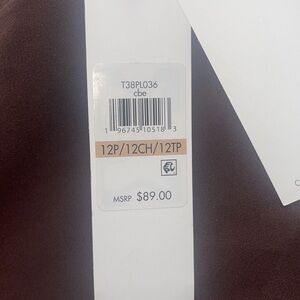 T38PL036
cbe
1 96745 10518 3
12P/12CH/12TP
MSRP $89.00